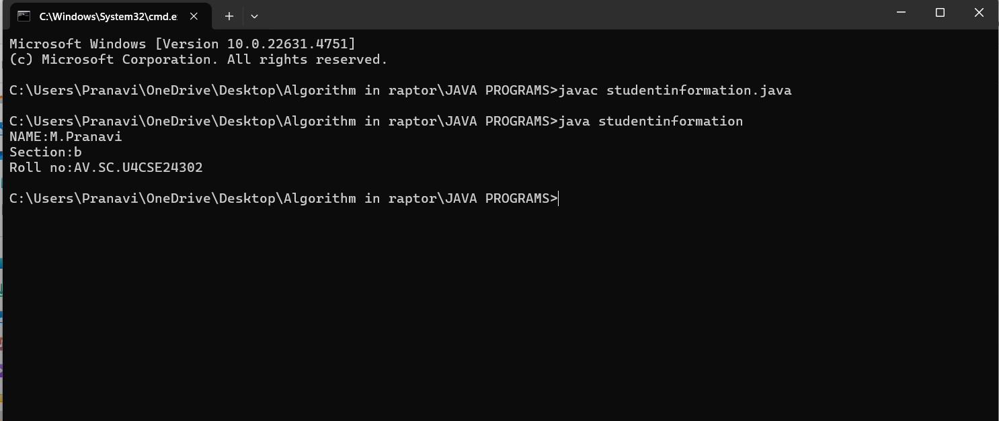 C:\Windows\System32\cmd.e
Microsoft Windows [Version 10.0.22631.4751]
(c) Microsoft Corporation. All rights reserved.
C:\Users\Pranavi\OneDrive\Desktop\Algorithm in raptor\JAVA PROGRAMS>javac studentinformation.java
C:\Users\Pranavi\OneDrive\Desktop\Algorithm in raptor\JAVA PROGRAMS>java studentinformation
NAME:M.Pranavi
Section:b
Roll no:AV.SC.U4CSE24302
C:\Users\Pranavi\OneDrive\Desktop\Algorithm in raptor\JAVA PROGRAMS>